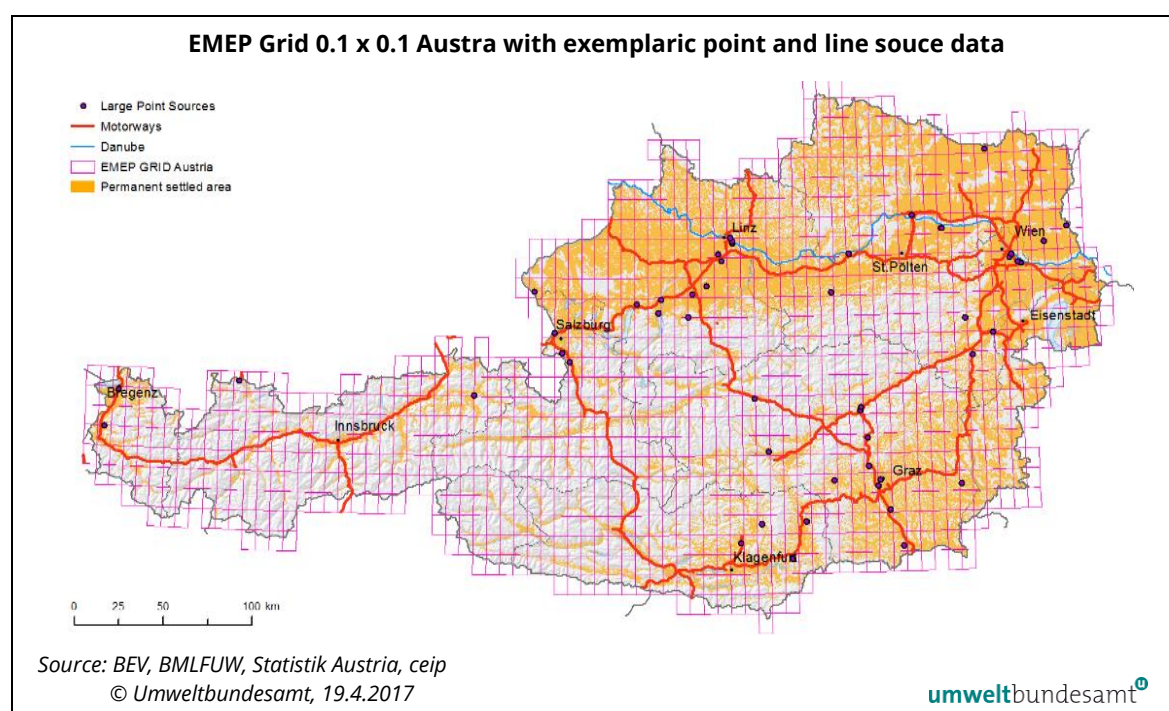 EMEP Grid 0.1 x 0.1 Austra with exemplaric point and line souce data
Large Point Sources
Motorways
Danube
EMEP GRID Austria
Permanent settled area
Linz
Wien
St.Pölten
Eisenstadt
Salzburg
Bregenz
Innsbruck
Graz
Klagenfurt
0 25 50 100 km
Source: BEV, BMLFUW, Statistik Austria, ceip
© Umweltbundesamt, 19.4.2017
umweltbundesamt u